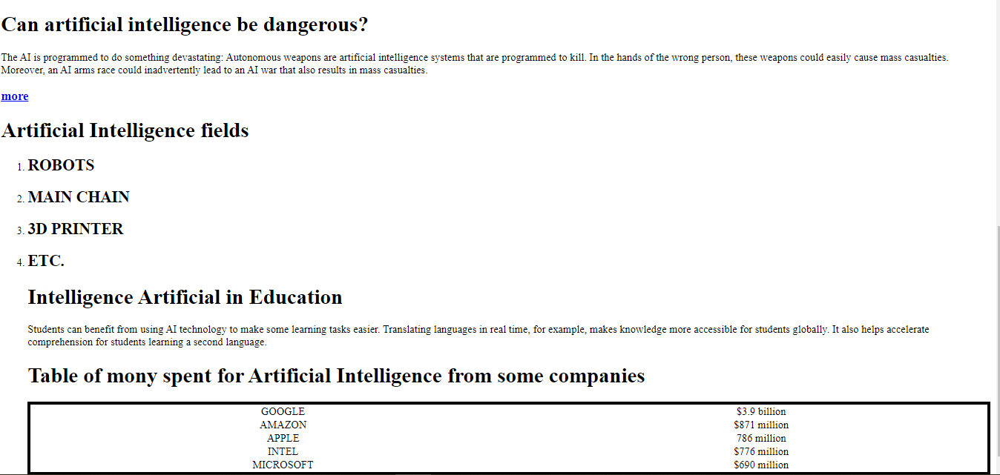 Can artificial intelligence be dangerous?
The AI is programmed to do something devastating: Autonomous weapons are artificial intelligence systems that are programmed to kill. In the hands of the wrong person, these weapons could easily cause mass casualties.
Moreover, an AI arms race could inadvertently lead to an AI war that also results in mass casualties.
more
Artificial Intelligence fields
1. ROBOTS
2. MAIN CHAIN
3. 3D PRINTER
4. ETC.
Intelligence Artificial in Education
Students can benefit from using AI technology to make some learning tasks easier. Translating languages in real time, for example, makes knowledge more accessible for students globally. It also helps accelerate
comprehension for students learning a second language.
Table of mony spent for Artificial Intelligence from some companies
GOOGLE $3.9 billion
AMAZON $871 million
APPLE 786 million
INTEL $776 million
MICROSOFT $690 million